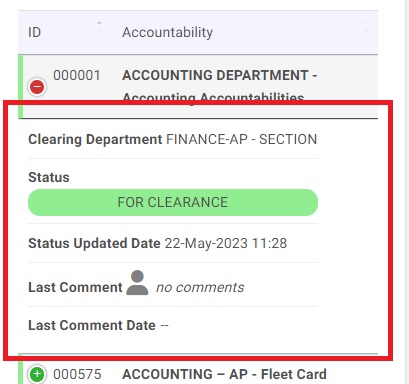 ID Accountability
000001 ACCOUNTING DEPARTMENT -
Accounting Accountabilities
Clearing Department FINANCE-AP - SECTION
Status
FOR CLEARANCE
Status Updated Date 22-May-2023 11:28
Last Comment no comments
Last Comment Date --
000575 ACCOUNTING – AP - Fleet Card